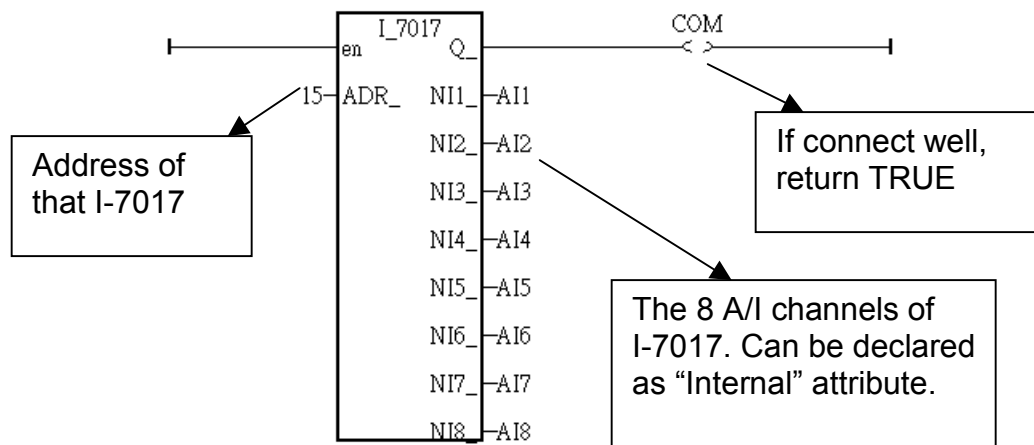 I_7017
COM
en Q_
15 ADR_ NI1_ AI1
NI2_ AI2
NI3_ AI3
NI4_ AI4
NI5_ AI5
NI6_ AI6
NI7_ AI7
NI8_ AI8
Address of
that I-7017
If connect well,
return TRUE
The 8 A/I channels of
I-7017. Can be declared
as “Internal” attribute.